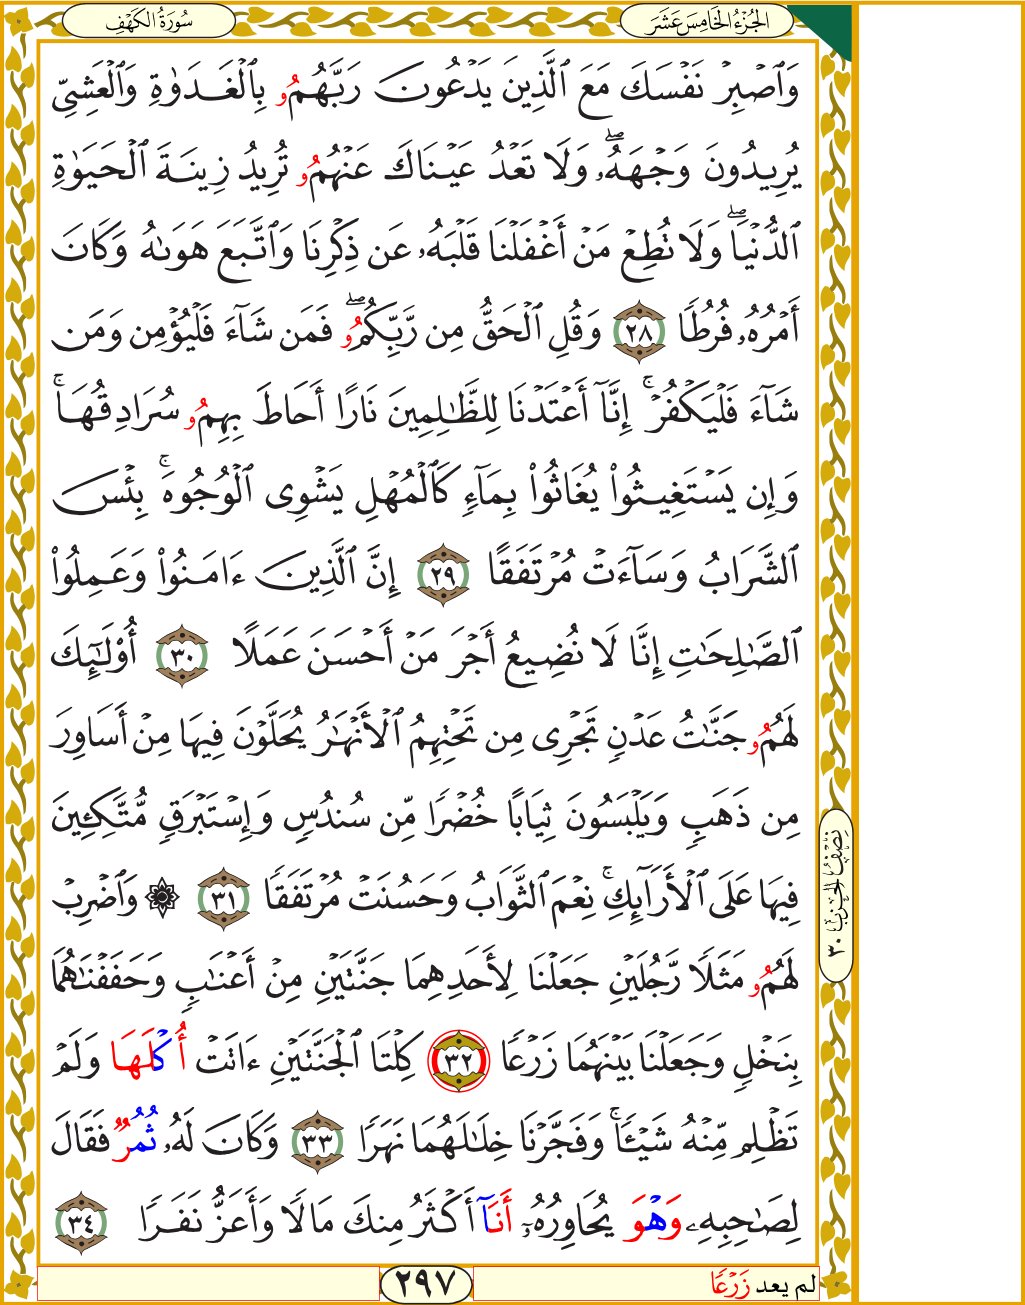 سُورَةُ الكَهْفِ
الجُزْءُ الخَامِسَ عَشَرَ
وَٱصْبِرْ نَفْسَكَ مَعَ ٱلَّذِينَ يَدْعُونَ رَبَّهُمُۥ بِٱلْغَدَوٰةِ وَٱلْعَشِىِّ
يُرِيدُونَ وَجْهَهُۥۖ وَلَا تَعْدُ عَيْنَاكَ عَنْهُمُۥ تُرِيدُ زِينَةَ ٱلْحَيَوٰةِ
ٱلدُّنْيَاۖ وَلَا تُطِعْ مَنْ أَغْفَلْنَا قَلْبَهُۥ عَن ذِكْرِنَا وَٱتَّبَعَ هَوَىٰهُ وَكَانَ
أَمْرُهُۥ فُرُطًا ٢٨ وَقُلِ ٱلْحَقُّ مِن رَّبِّكُمُۥۖ فَمَن شَآءَ فَلْيُؤْمِن وَمَن
شَآءَ فَلْيَكْفُرْۚ إِنَّآ أَعْتَدْنَا لِلظَّٰلِمِينَ نَارًا أَحَاطَ بِهِمُۥ سُرَادِقُهَاۚ
وَإِن يَسْتَغِيثُوا۟ يُغَاثُوا۟ بِمَآءٍ كَٱلْمُهْلِ يَشْوِى ٱلْوُجُوهَۚ بِئْسَ
ٱلشَّرَابُ وَسَآءَتْ مُرْتَفَقًا ٢٩ إِنَّ ٱلَّذِينَ ءَامَنُوا۟ وَعَمِلُوا۟
ٱلصَّٰلِحَٰتِ إِنَّا لَا نُضِيعُ أَجْرَ مَنْ أَحْسَنَ عَمَلًا ٣٠ أُو۟لَٰٓئِكَ
لَهُمُۥ جَنَّٰتُ عَدْنٍ تَجْرِى مِن تَحْتِهِمُ ٱلْأَنْهَٰرُ يُحَلَّوْنَ فِيهَا مِنْ أَسَاوِرَ
مِن ذَهَبٍ وَيَلْبَسُونَ ثِيَابًا خُضْرًا مِّن سُندُسٍ وَإِسْتَبْرَقٍ مُّتَّكِـِٔينَ
فِيهَا عَلَى ٱلْأَرَآئِكِۚ نِعْمَ ٱلثَّوَابُ وَحَسُنَتْ مُرْتَفَقًا ٣١ ۞ وَٱضْرِبْ
لَهُمُۥ مَثَلًا رَّجُلَيْنِ جَعَلْنَا لِأَحَدِهِمَا جَنَّتَيْنِ مِنْ أَعْنَٰبٍ وَحَفَفْنَٰهُمَا
بِنَخْلٍ وَجَعَلْنَا بَيْنَهُمَا زَرْعًا ٣٢ كِلْتَا ٱلْجَنَّتَيْنِ ءَاتَتْ أُكْلَهَا وَلَمْ
تَظْلِم مِّنْهُ شَيْـًٔاۚ وَفَجَّرْنَا خِلَٰلَهُمَا نَهَرًا ٣٣ وَكَانَ لَهُۥ ثُمُرٌ فَقَالَ
لِصَٰحِبِهِۦ وَهْوَ يُحَاوِرُهُۥٓ أَنَآ أَكْثَرُ مِنكَ مَالًا وَأَعَزُّ نَفَرًا ٣٤
نِصْفُ الحِزْبِ ٣٠
٢٩٧
لم يعد زَرْعًا